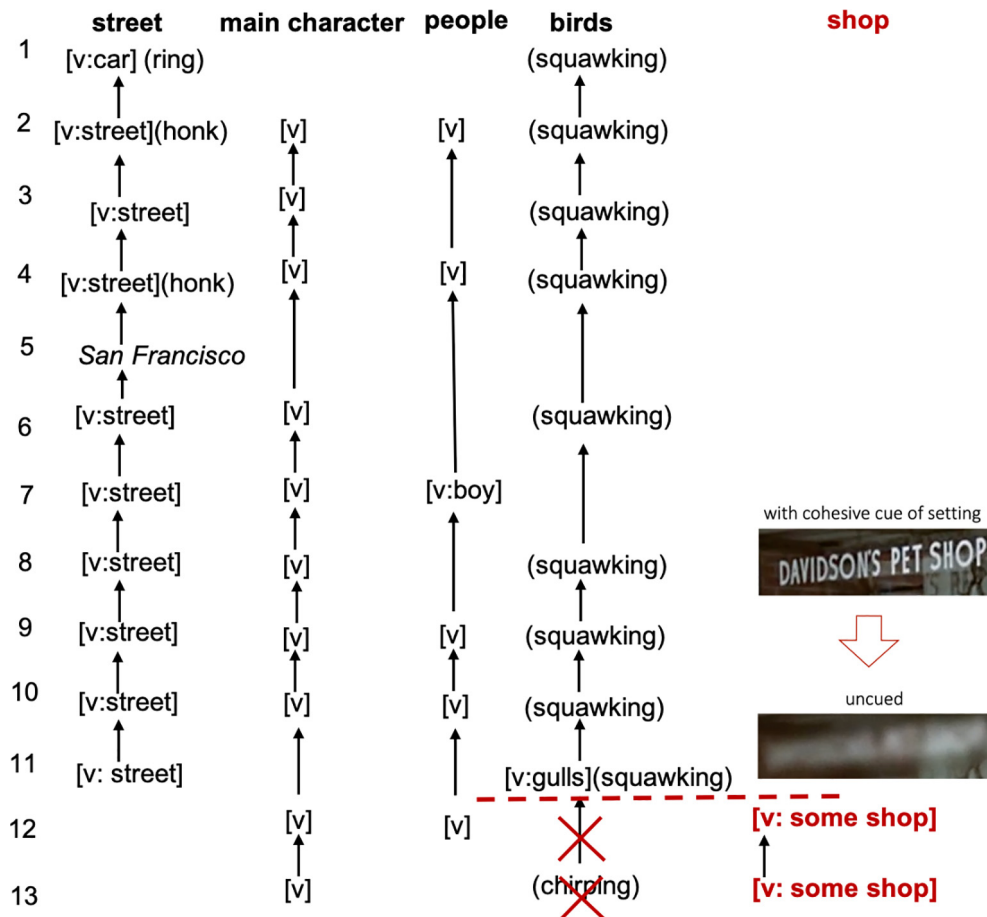 street main character people birds shop
1 [v:car] (ring) (squawking)
2 [v:street](honk) [v] [v] (squawking)
3 [v:street] [v] (squawking)
4 [v:street](honk) [v] [v] (squawking)
5 San Francisco
6 [v:street] [v] (squawking)
7 [v:street] [v] [v:boy]
with cohesive cue of setting
8 [v:street] [v] (squawking)
DAVIDSON'S PET SHOP
9 [v:street] [v] [v] (squawking)
10 [v:street] [v] [v] (squawking)
uncued
11 [v: street] [v:gulls](squawking)
12 [v] [v] [v: some shop]
13 [v] (chirping) [v: some shop]